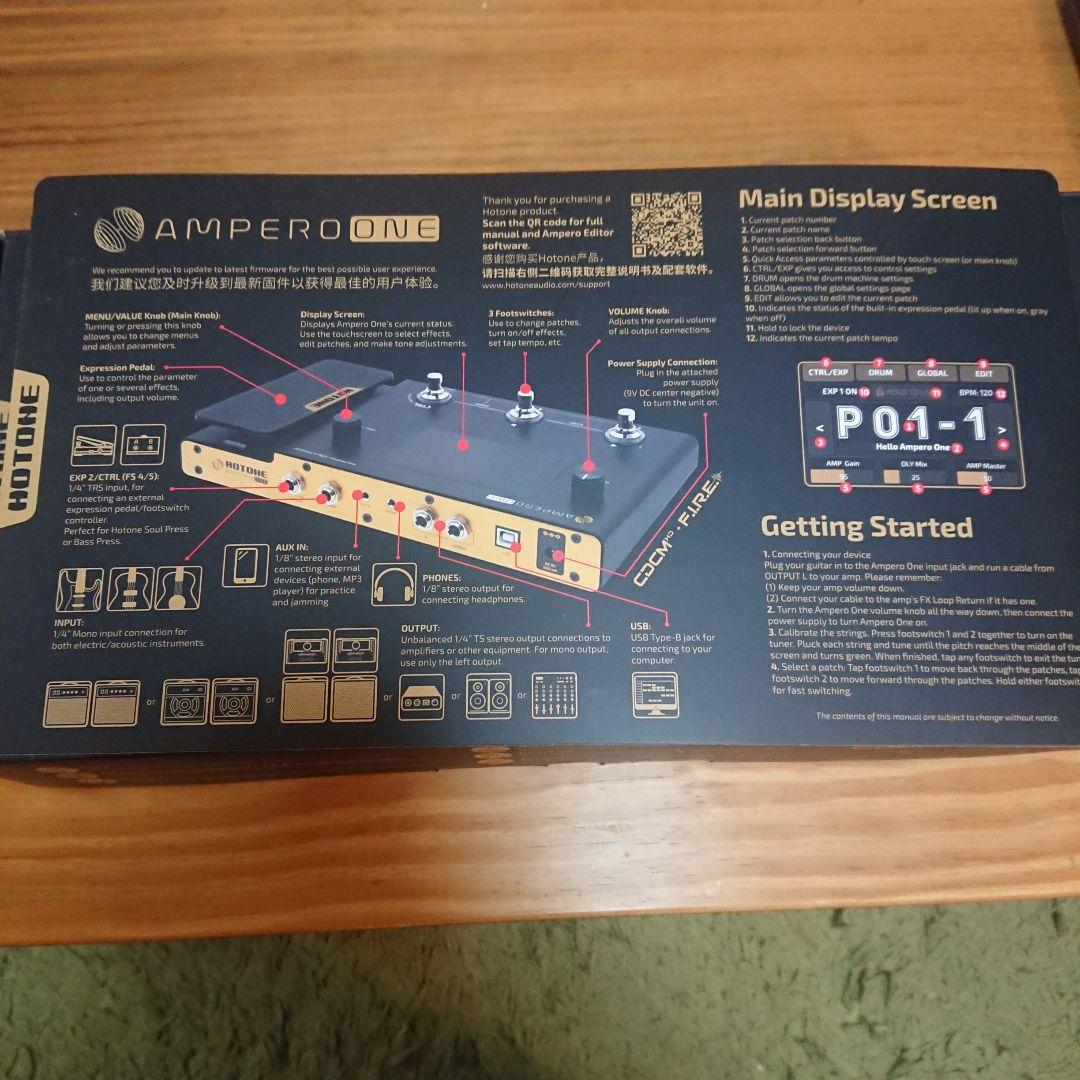 AMPERO ONE
We recommend you to update to latest firmware for the best possible user experience.
我们建议您及时升级到最新固件以获得最佳的用户体验。
Thank you for purchasing a
Hotone product.
Scan the QR code for full
manual and Ampero Editor
software.
感谢您购买Hotone产品，
请扫描右侧二维码获取完整说明书及配套软件。
www.hotoneaudio.com/support
MENU/VALUE Knob (Main Knob):
Turning or pressing this knob
allows you to change menus
and adjust parameters.
Display Screen:
Displays Ampero One's current status.
Use the touchscreen to select effects,
edit patches, and make tone adjustments.
3 Footswitches:
Use to change patches,
turn on/off effects,
set tap tempo, etc.
VOLUME Knob:
Adjusts the overall volume
of all output connections.
Expression Pedal:
Use to control the parameter
of one or several effects,
including output volume.
Power Supply Connection:
Plug in the attached
power supply
(9V DC center negative)
to turn the unit on.
HOTONE
HOTONE
HOTONE
CTRL
A B
EXP 2/CTRL (FS 4/5):
1/4" TRS input, for
connecting an external
expression pedal/footswitch
controller.
Perfect for Hotone Soul Press
or Bass Press.
AUX IN:
1/8" stereo input for
connecting external
devices (phone, MP3
player) for practice
and jamming.
PHONES:
1/8" stereo output for
connecting headphones.
CDCM HD + F.I.R.E.
INPUT:
1/4" Mono input connection for
both electric/acoustic instruments.
OUTPUT:
Unbalanced 1/4" TS stereo output connections to
amplifiers or other equipment. For mono output,
use only the left output.
USB:
USB Type-B jack for
connecting to your
computer.
or
or
or
or
or
Main Display Screen
1. Current patch number
2. Current patch name
3. Patch selection back button
4. Patch selection forward button
5. Quick Access parameters controlled by touch screen (or main knob)
6. CTRL/EXP gives you access to control settings
7. DRUM opens the drum machine settings
8. GLOBAL opens the global settings page
9. EDIT allows you to edit the current patch
10. Indicates the status of the built-in expression pedal (lit up when on, gray
when off)
11. Hold to lock the device
12. Indicates the current patch tempo
6 7 8 9
CTRL/EXP DRUM GLOBAL EDIT
EXP 1 ON 10 11 BPM: 120 12
< P01-1 >
3 1 4
Hello Ampero One 2
AMP Gain DLY Mix AMP Master
25 50
5 5 5
Getting Started
1. Connecting your device
Plug your guitar in to the Ampero One input jack and run a cable from
OUTPUT L to your amp. Please remember:
(1) Keep your amp volume down.
(2) Connect your cable to the amp's FX Loop Return if it has one.
2. Turn the Ampero One volume knob all the way down, then connect the
power supply to turn Ampero One on.
3. Calibrate the strings. Press footswitch 1 and 2 together to turn on the
tuner. Pluck each string and tune until the pitch reaches the middle of the
screen and turns green. When finished, tap any footswitch to exit the
4. Select a patch: Tap footswitch 1 to move back through the patches,
footswitch 2 to move forward through the patches. Hold either
for fast switching.
The contents of this manual are subject to change without notice.